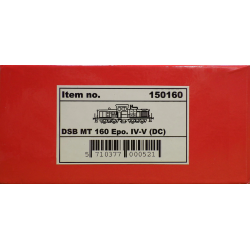 Item no. 150160
DSB MT 160 Epo. IV-V (DC)
5 710377 000521